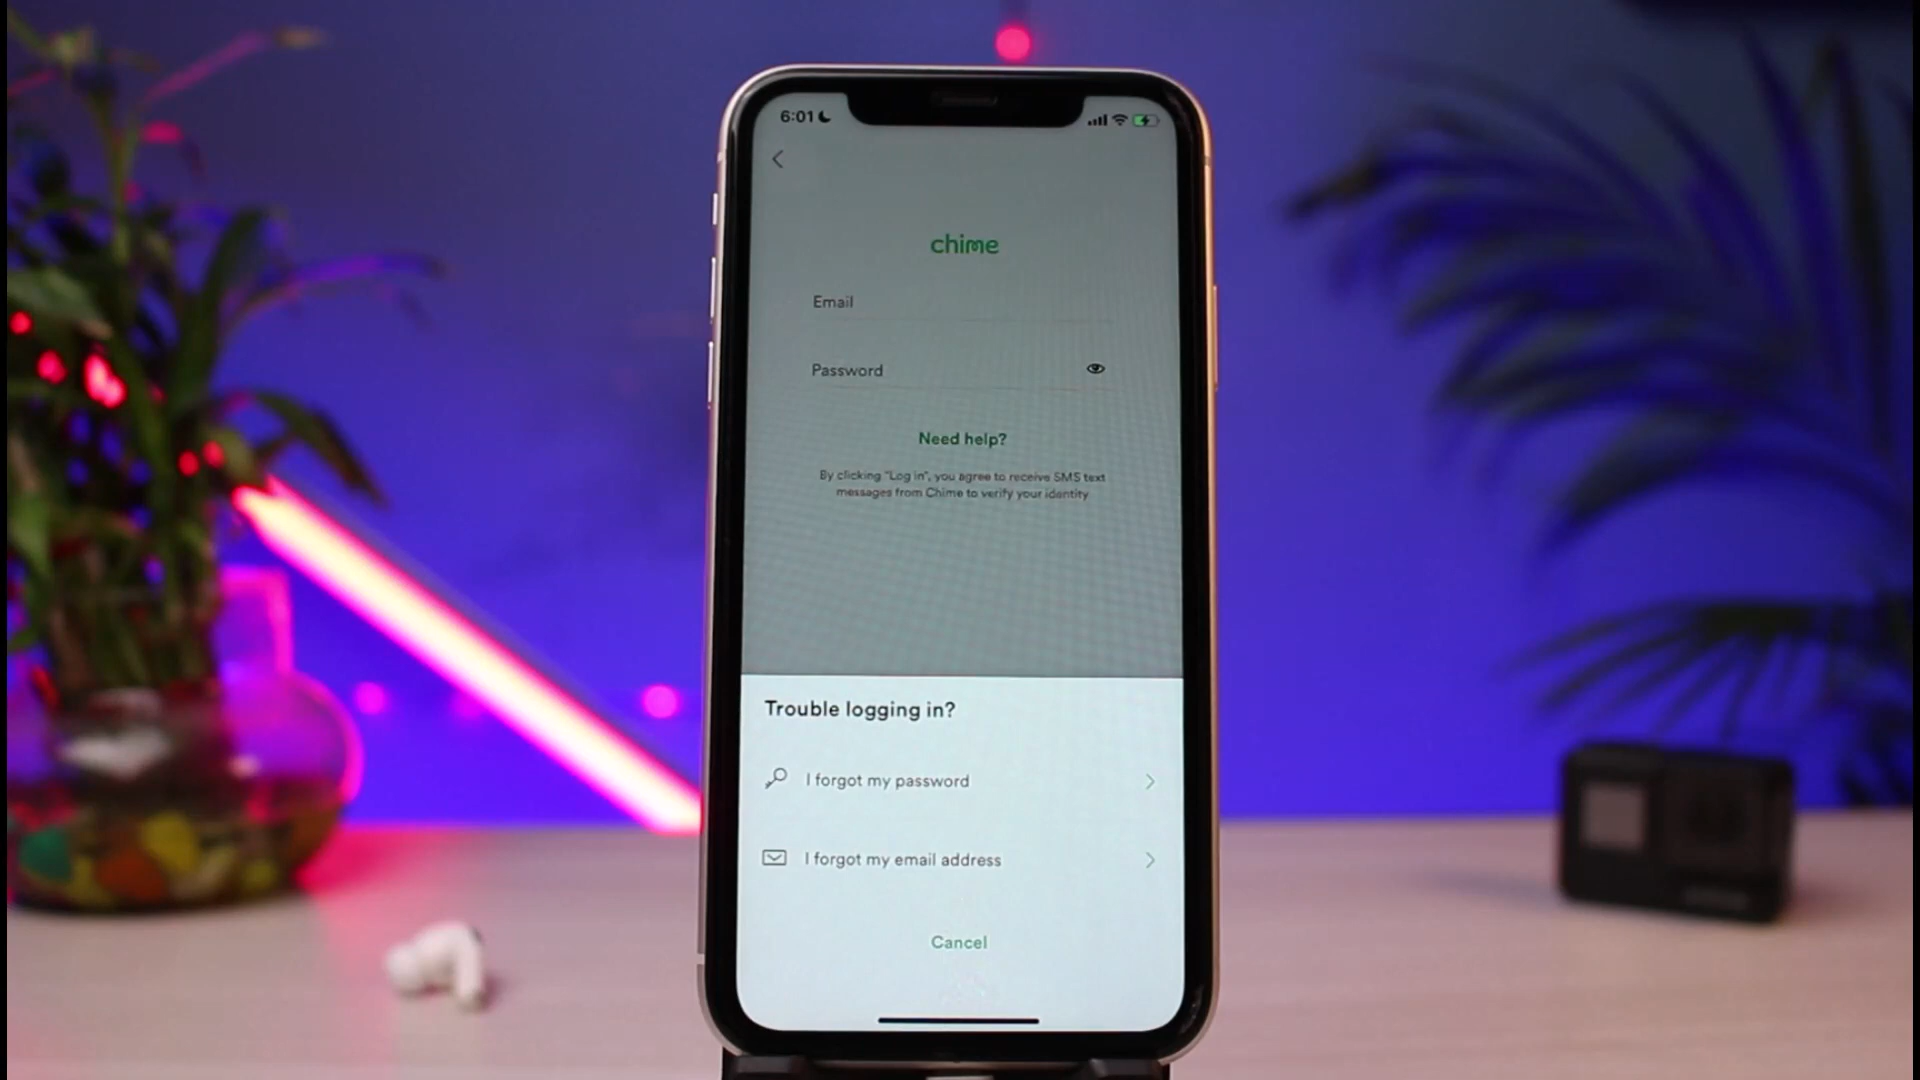 6:01
chime
Email
Password
Need help?
By clicking "Log in", you agree to receive SMS text
messages from Chime to verify your identity
Trouble logging in?
I forgot my password
I forgot my email address
Cancel